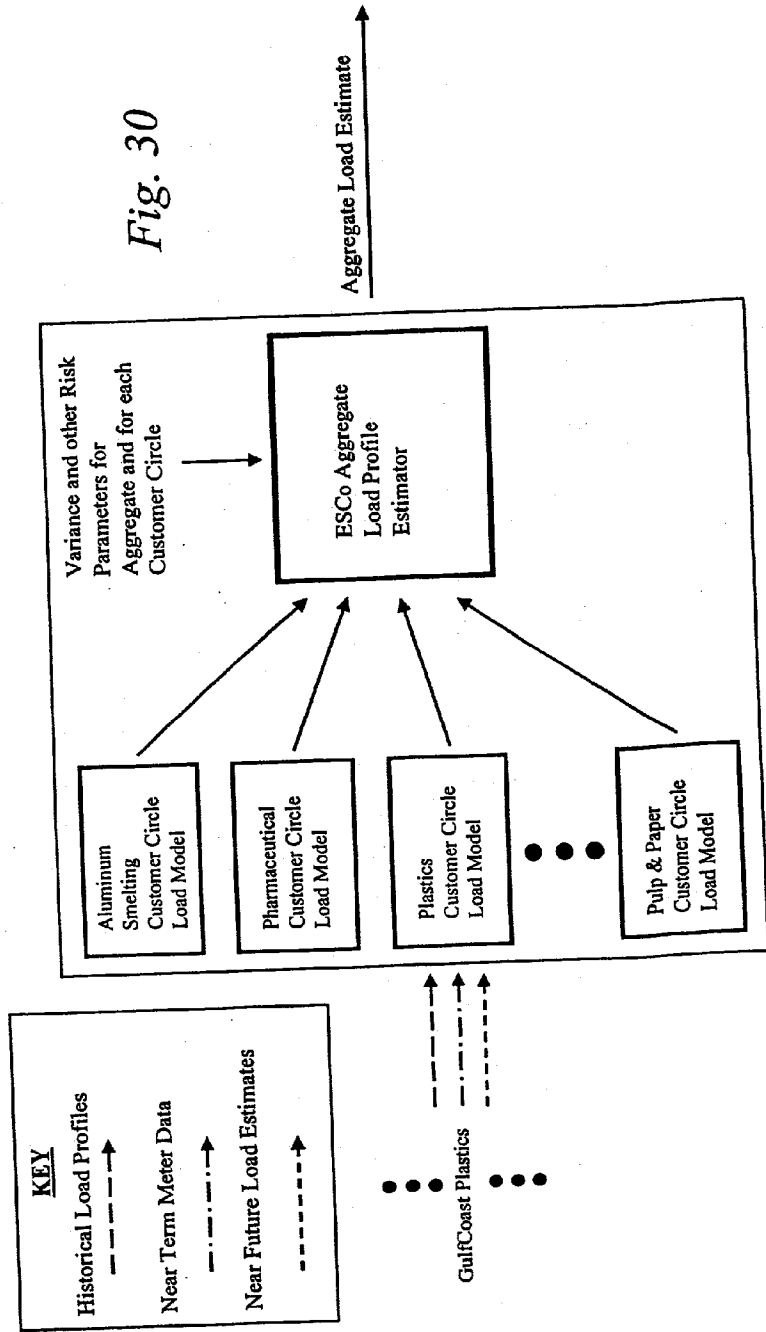 KEY
Historical Load Profiles
Near Term Meter Data
Near Future Load Estimates
GulfCoast Plastics
Aluminum
Smelting
Customer Circle
Load Model
Pharmaceutical
Customer Circle
Load Model
Plastics
Customer Circle
Load Model
Pulp & Paper
Customer Circle
Load Model
Variance and other Risk
Parameters for
Aggregate and for each
Customer Circle
ESCo Aggregate
Load Profile
Estimator
Aggregate Load Estimate
Fig. 30